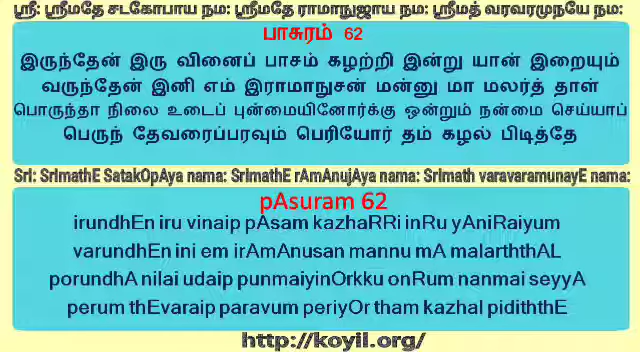 ஸ்ரீ: ஸ்ரீமதே சடகோபாய நம: ஸ்ரீமதே ராமாநுஜாய நம: ஸ்ரீமத் வரவரமுநயே நம:
பாசுரம் 62
இருந்தேன் இரு வினைப் பாசம் கழற்றி இன்று யான் இறையும்
வருந்தேன் இனி எம் இராமாநுசன் மன்னு மா மலர்த் தாள்
பொருந்தா நிலை உடைப் புன்மையினோர்க்கு ஒன்றும் நன்மை செய்யாப்
பெருந் தேவரைப்பரவும் பெரியோர் தம் கழல் பிடித்தே
SrI: SrImathE SatakOpAya nama: SrImathE rAmAnujAya nama: SrImath varavaramunayE nama:
pAsuram 62
irundhEn iru vinaip pAsam kazhaRRi inRu yAniRaiyum
varundhEn ini em irAmAnusan mannu mA malarththAL
porundhA nilai udaip punmaiyinOrkku onRum nanmai seyyA
perum thEvaraip paravum periyOr tham kazhal pidiththE
http://koyil.org/